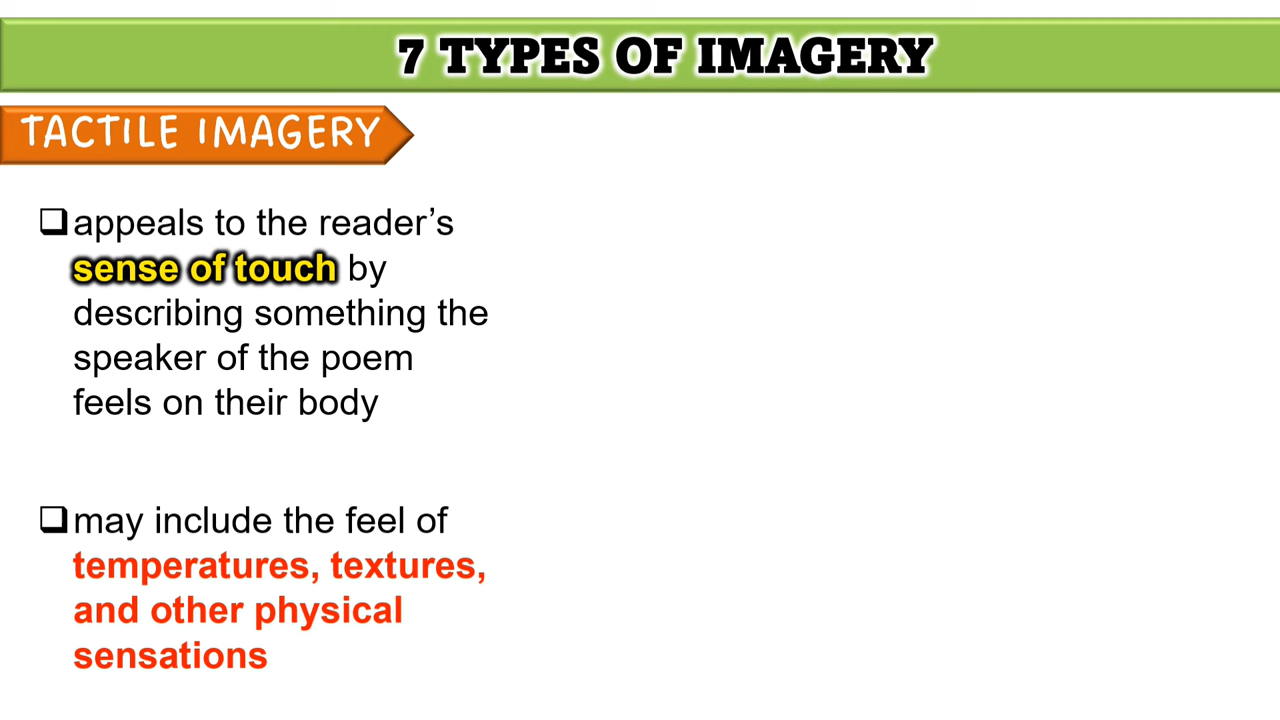 7 TYPES OF IMAGERY
TACTILE IMAGERY
appeals to the reader’s
sense of touch by
describing something the
speaker of the poem
feels on their body
may include the feel of
temperatures, textures,
and other physical
sensations